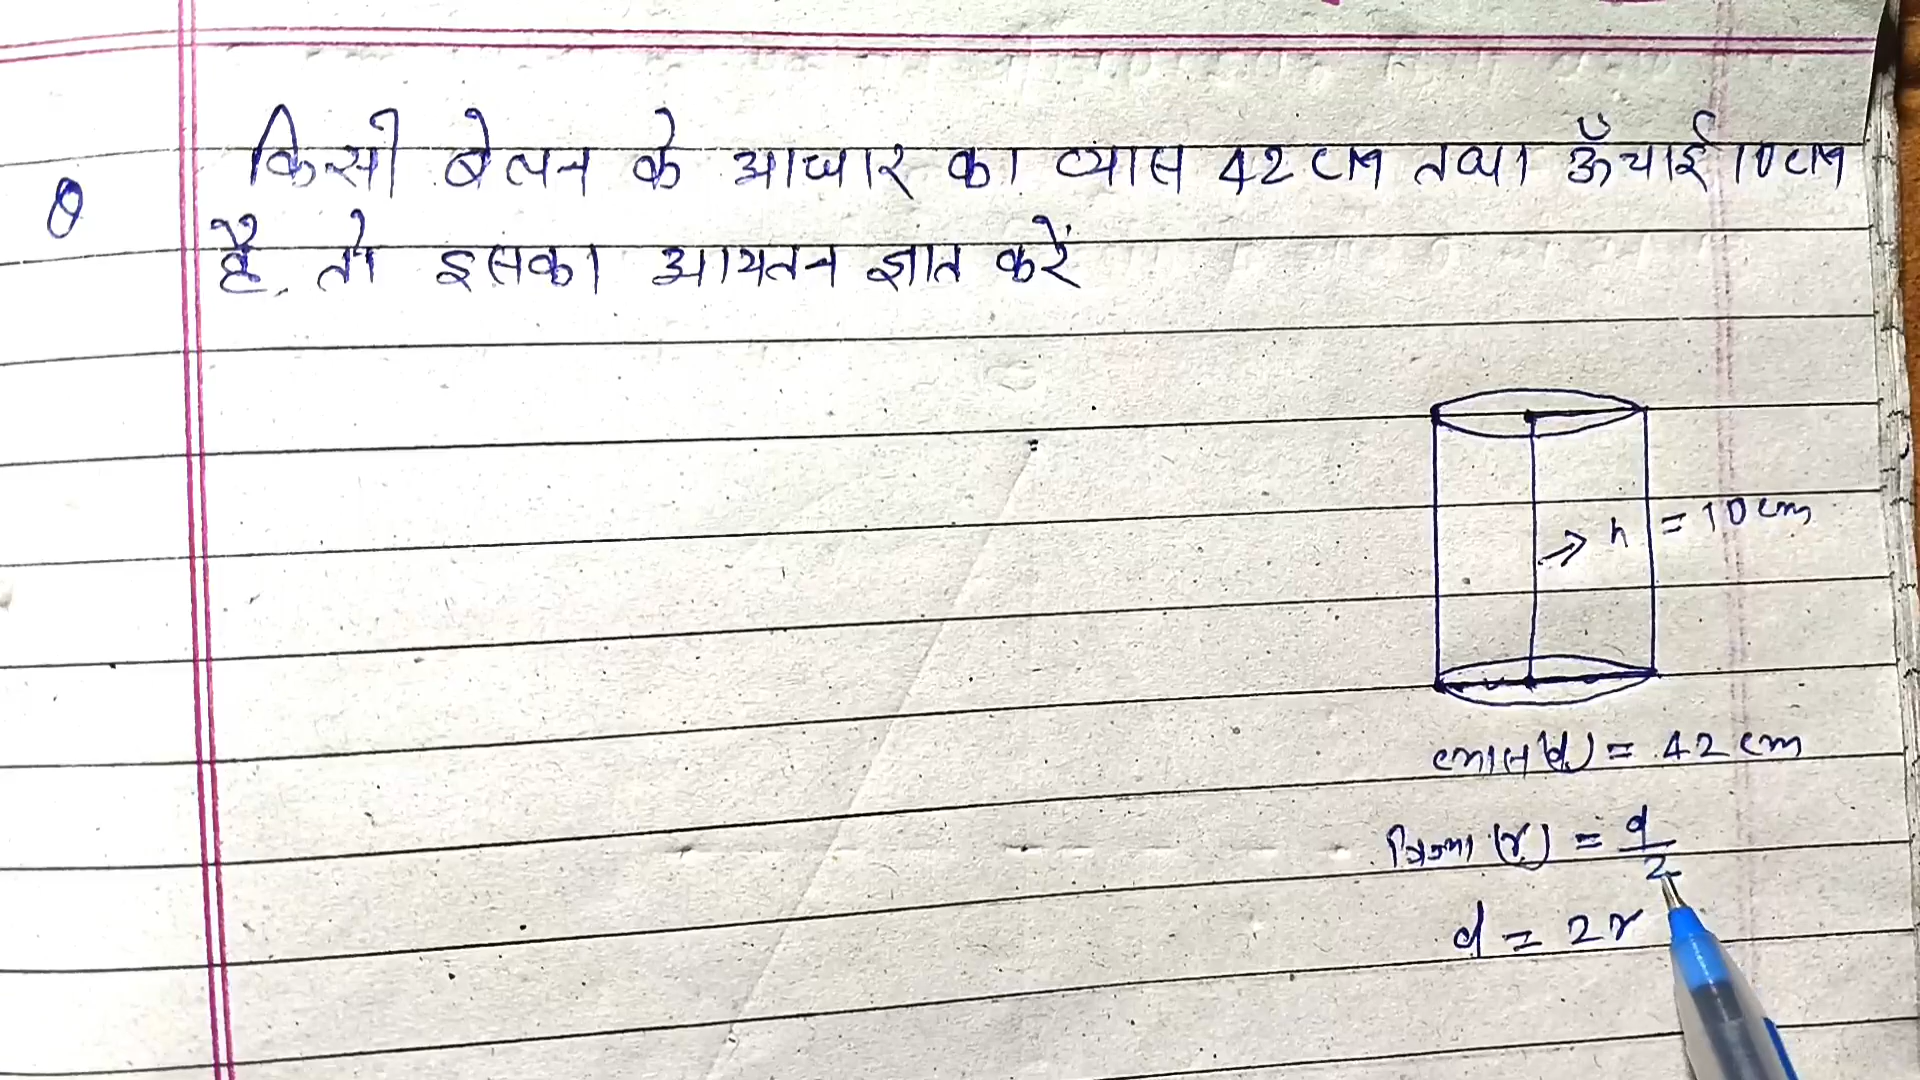 किसी बेलन के आधार का व्यास 42 cm तथा ऊँचाई 10 cm
Q
है, तो इसका आयतन ज्ञात करें
h = 10 cm
व्यास (d) = 42 cm
त्रिज्या (r) = d/2
d = 2r